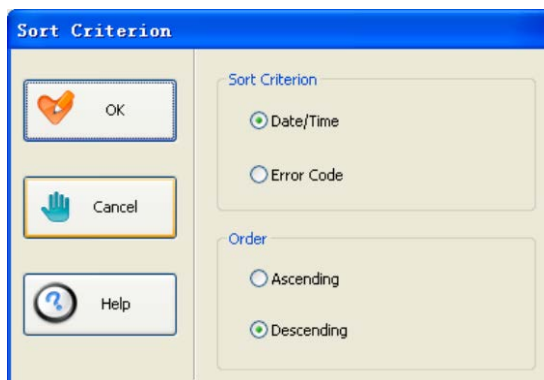 Sort Criterion
OK
Cancel
Help
Sort Criterion
Date/Time
Error Code
Order
Ascending
Descending